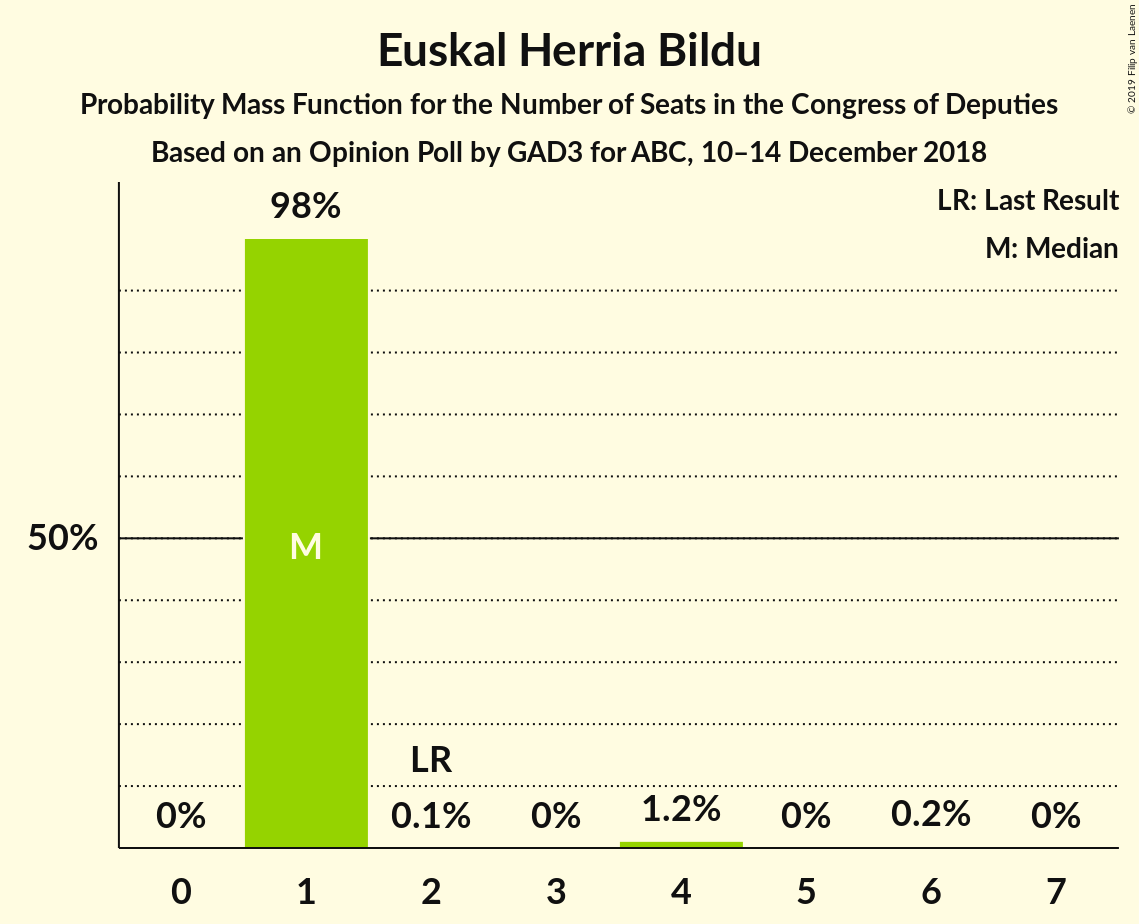 Euskal Herria Bildu
Probability Mass Function for the Number of Seats in the Congress of Deputies
Based on an Opinion Poll by GAD3 for ABC, 10–14 December 2018
© 2019 Filip van Laenen
LR: Last Result
M: Median
98%
50%
M
LR
0%
0.1%
0%
1.2%
0%
0.2%
0%
0
1
2
3
4
5
6
7